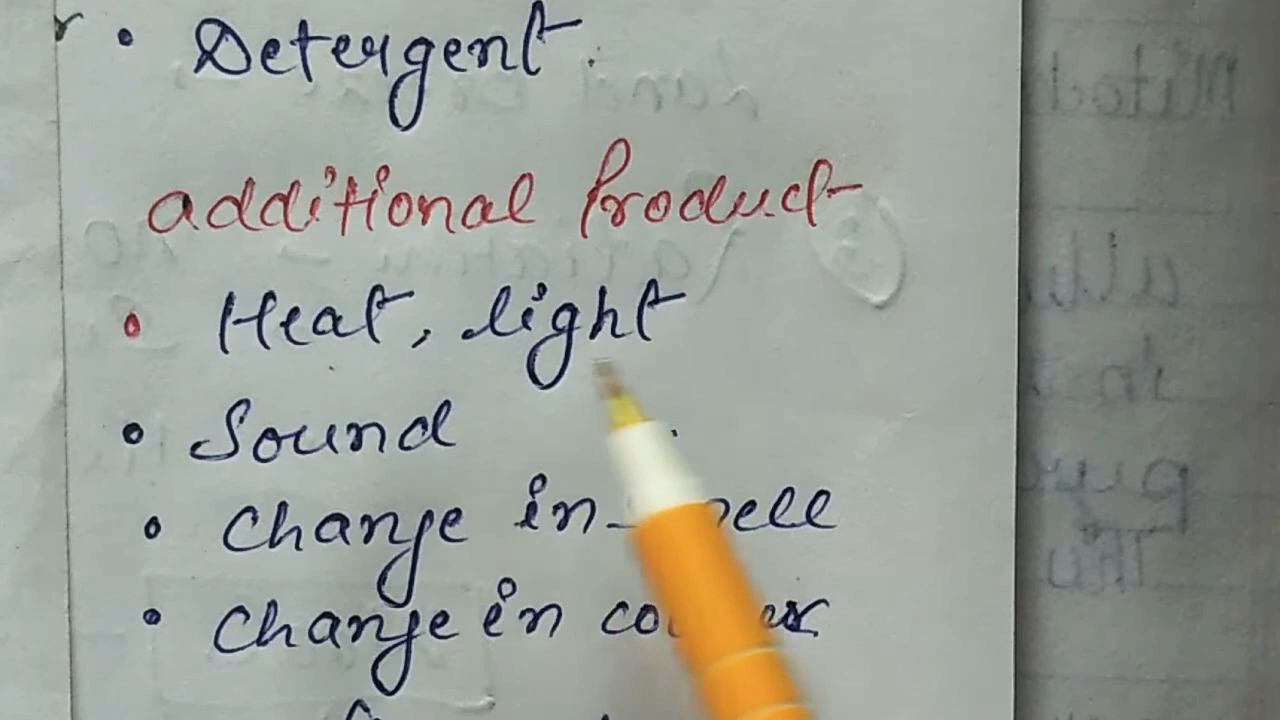 Detergent.
additional Product
Heat, light
Sound
Change in
Change in